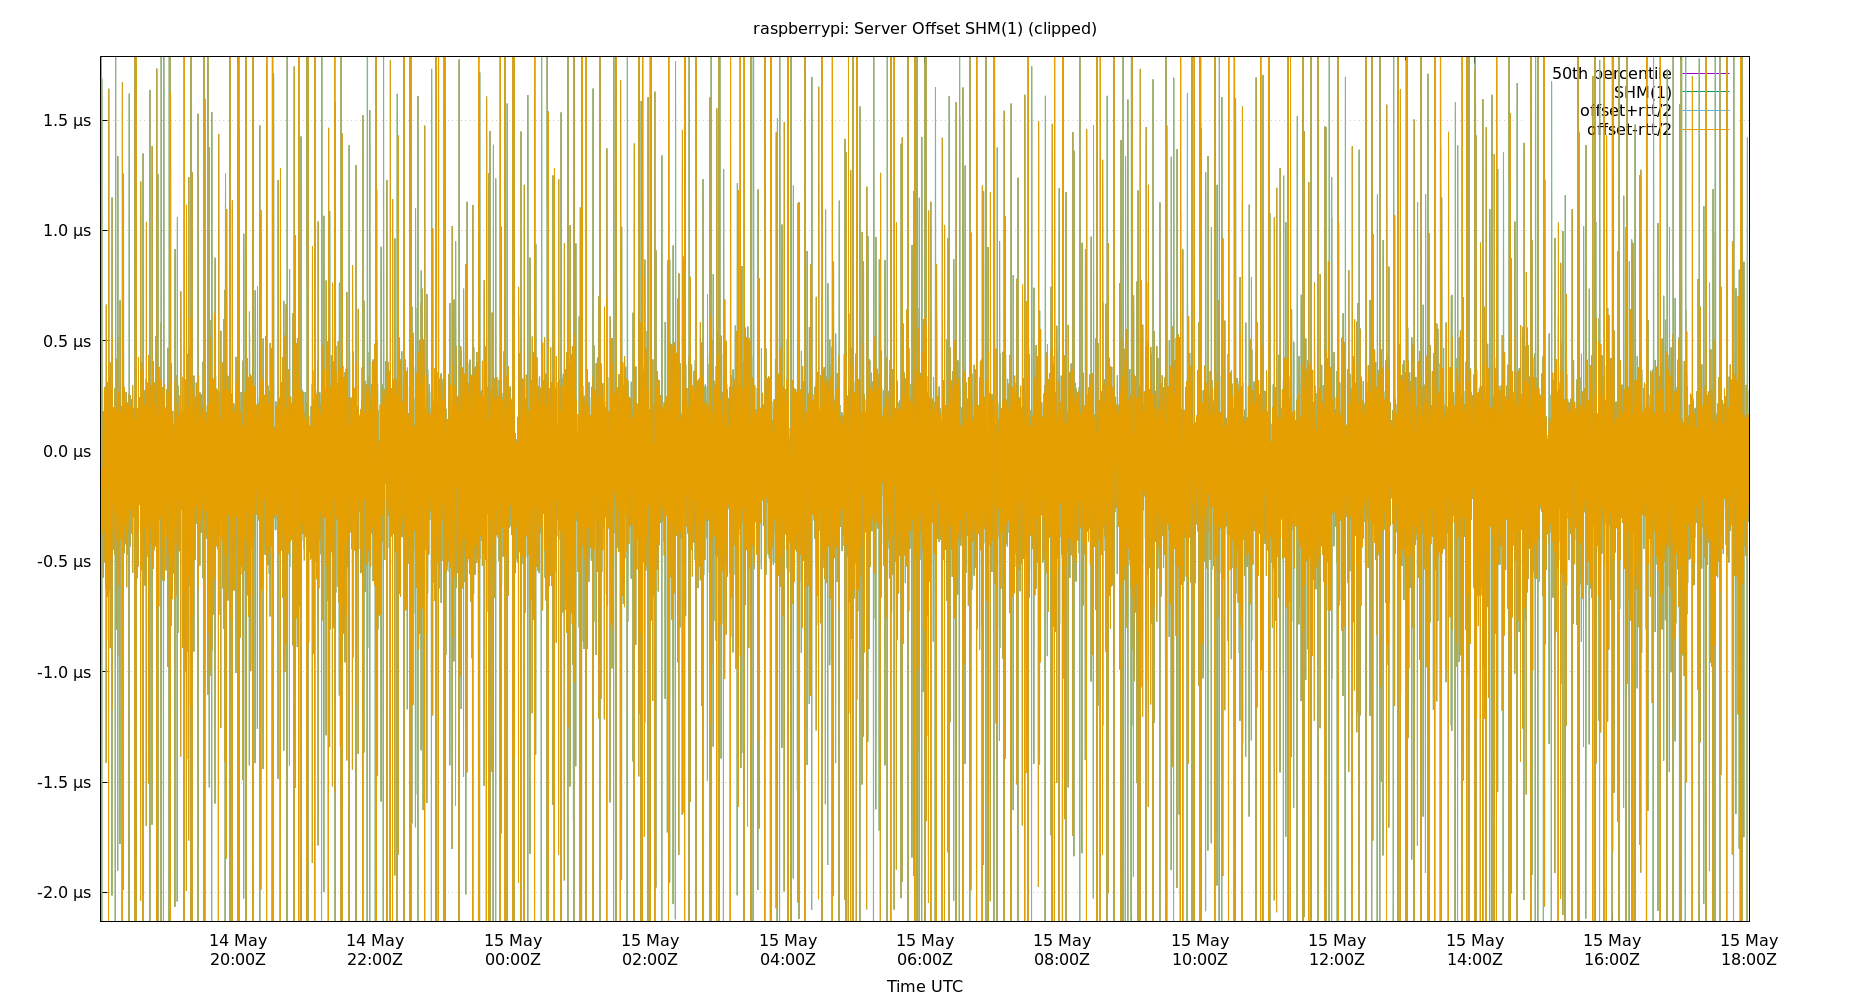 raspberrypi: Server Offset SHM(1) (clipped)
50th percentile
SHM(1)
offset+rtt/2
offset-rtt/2
1.5 µs
1.0 µs
0.5 µs
0.0 µs
-0.5 µs
-1.0 µs
-1.5 µs
-2.0 µs
14 May 14 May 15 May 15 May 15 May 15 May 15 May 15 May 15 May 15 May 15 May 15 May
20:00Z 22:00Z 00:00Z 02:00Z 04:00Z 06:00Z 08:00Z 10:00Z 12:00Z 14:00Z 16:00Z 18:00Z
Time UTC